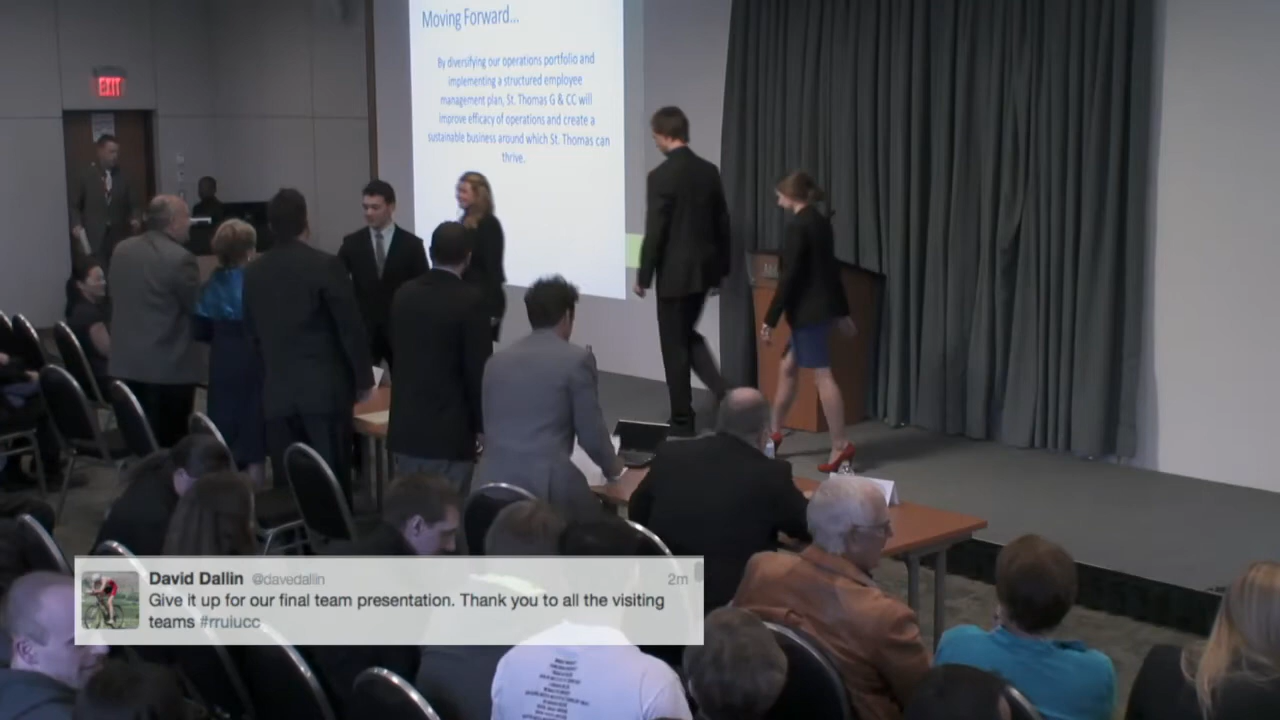 EXIT
Moving Forward...
By diversifying our operations portfolio and
implementing a structured employee
management plan, St. Thomas G & CC will
improve efficacy of operations and create a
sustainable business around which St. Thomas can
thrive.
David Dallin @davedallin 2m
Give it up for our final team presentation. Thank you to all the visiting
teams #rruiucc